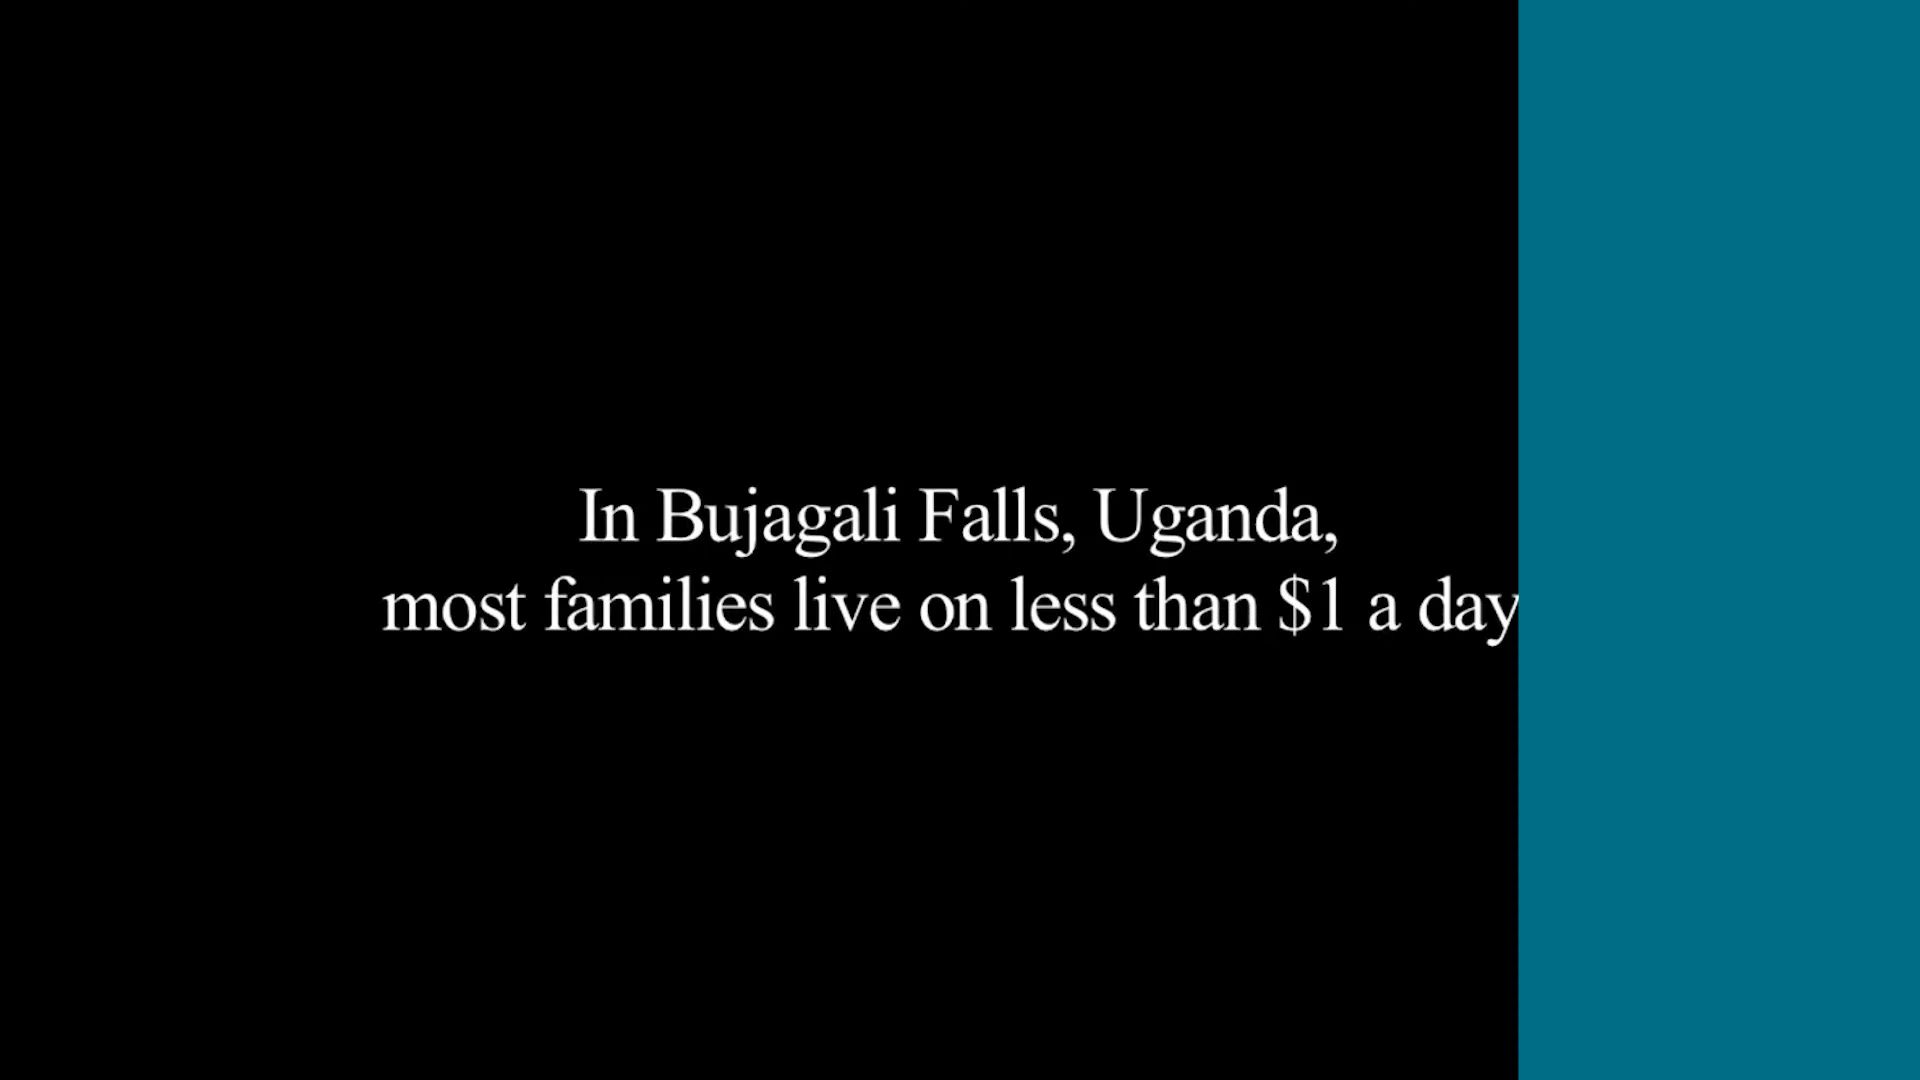 In Bujagali Falls, Uganda,
most families live on less than $1 a day